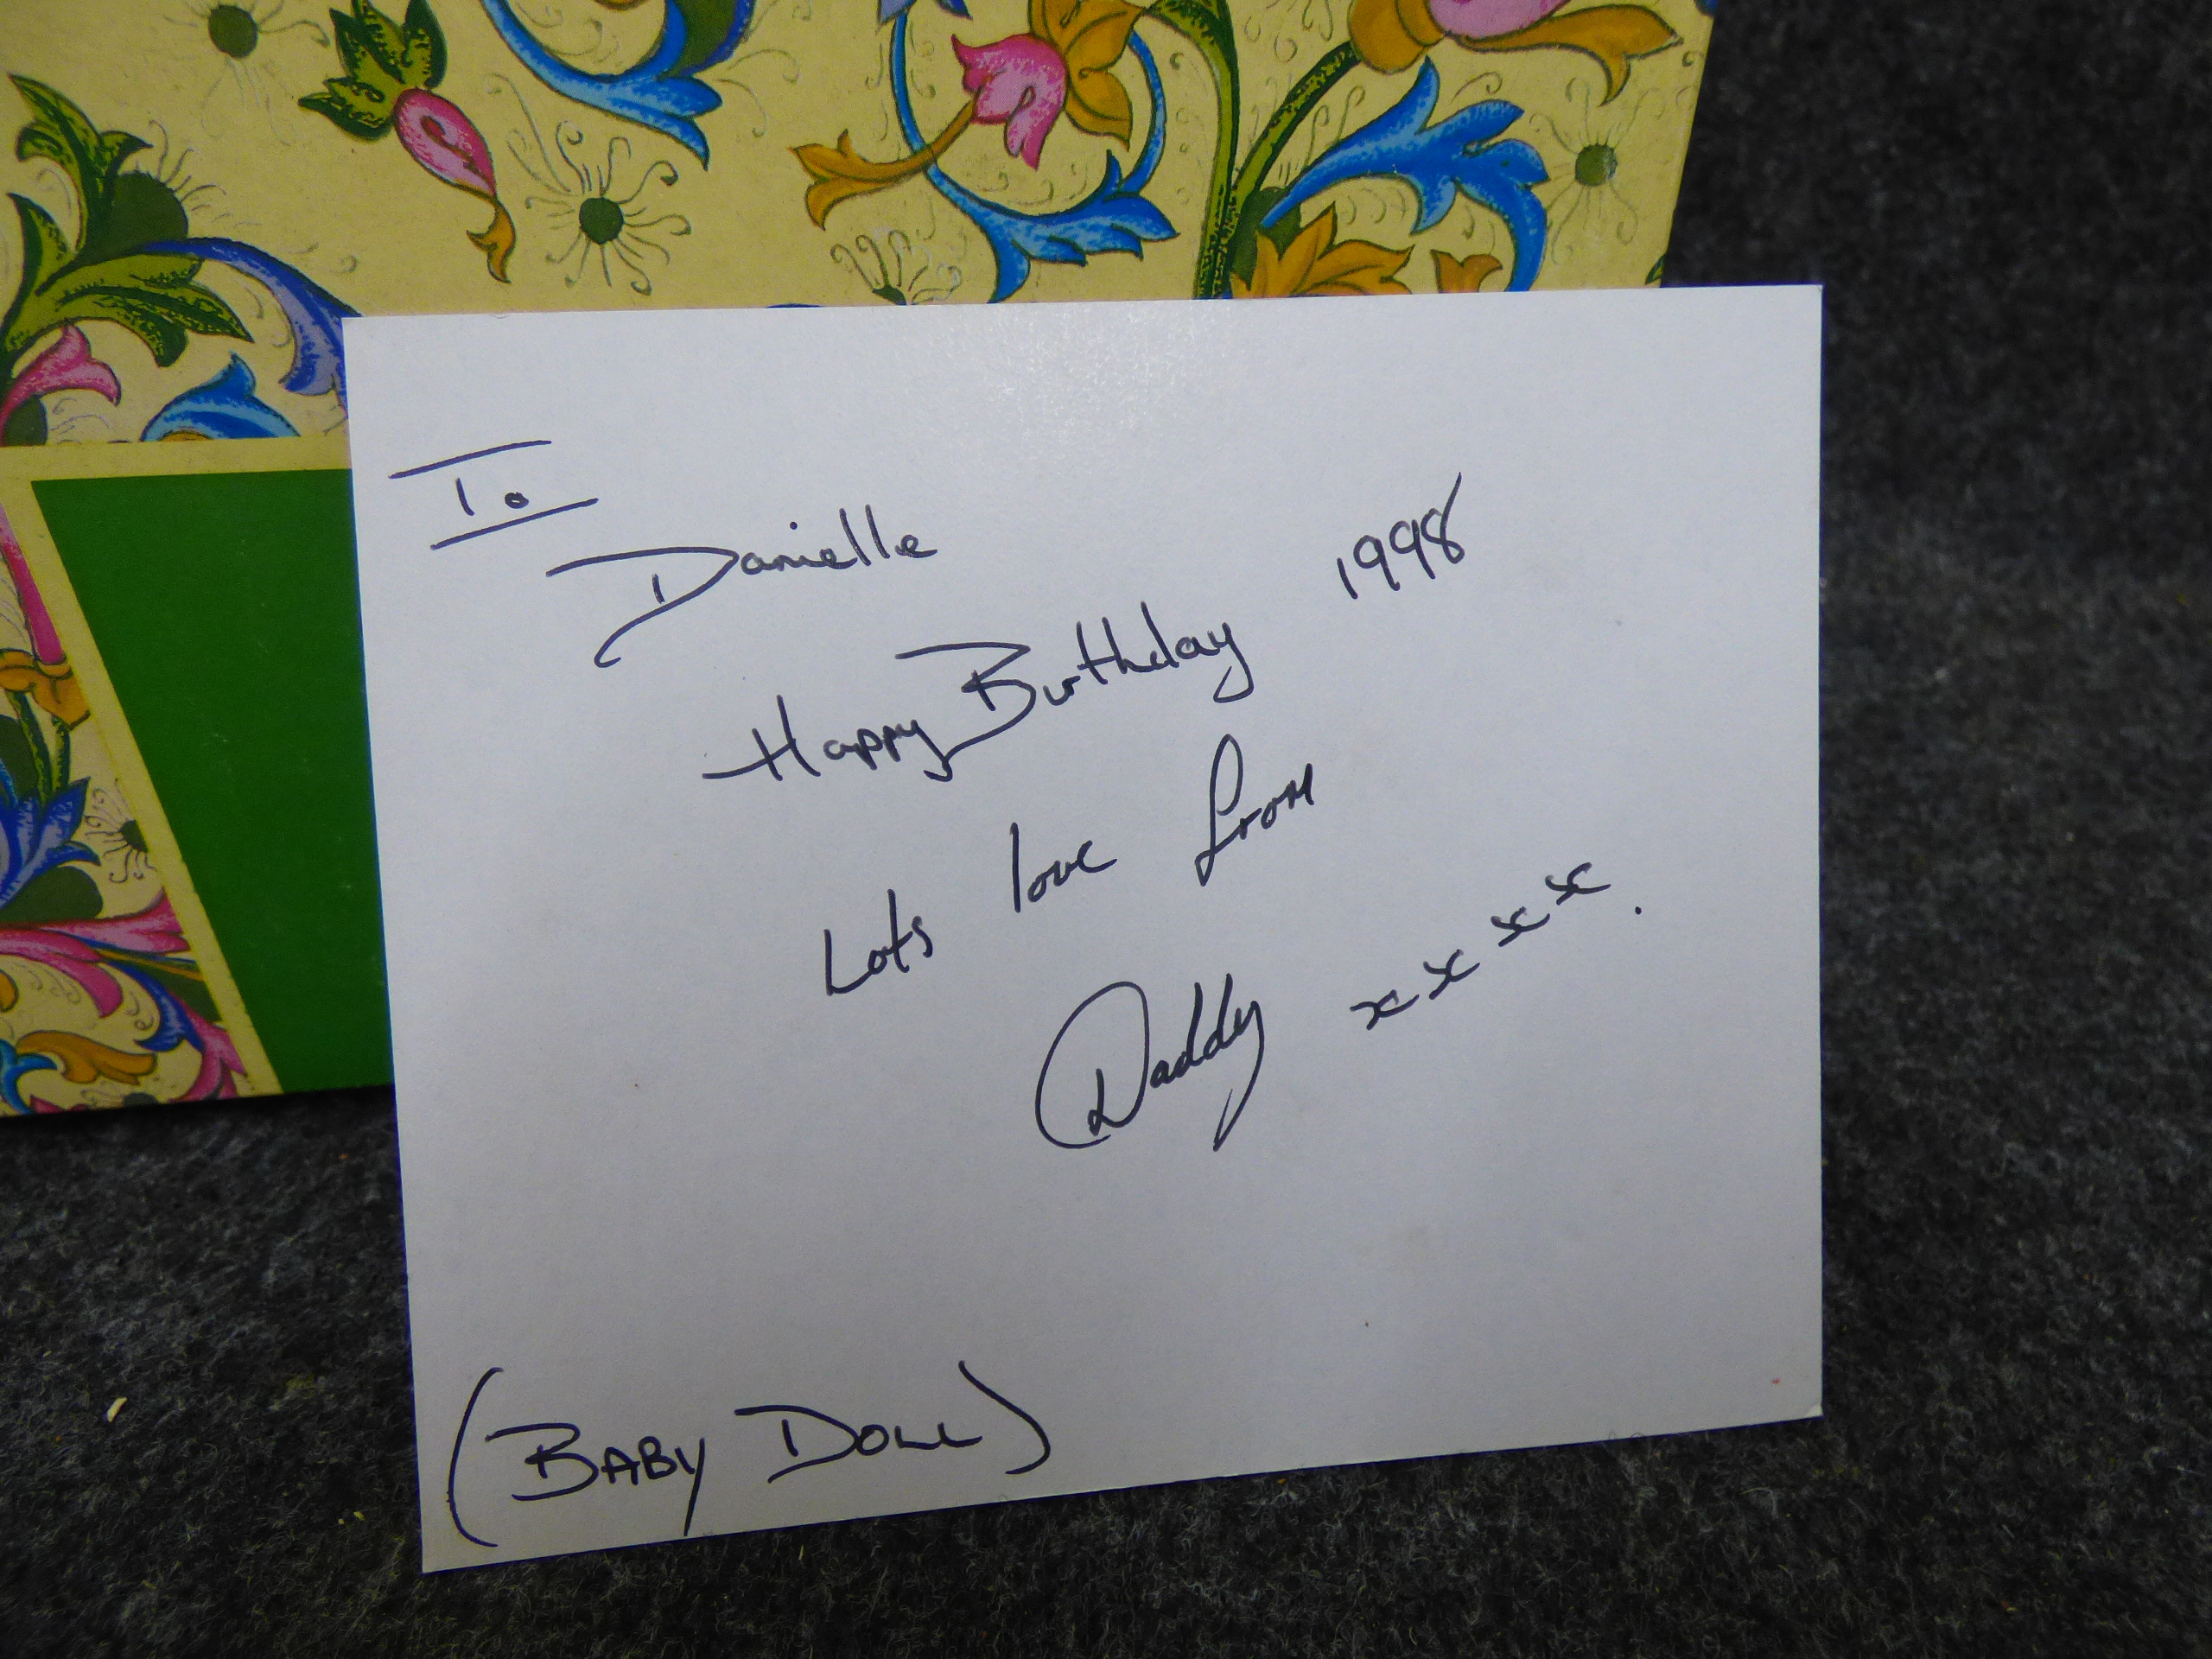 To
Danielle
Happy Birthday 1998
Lots love from
Daddy xxxx.
(BABY DOLL)